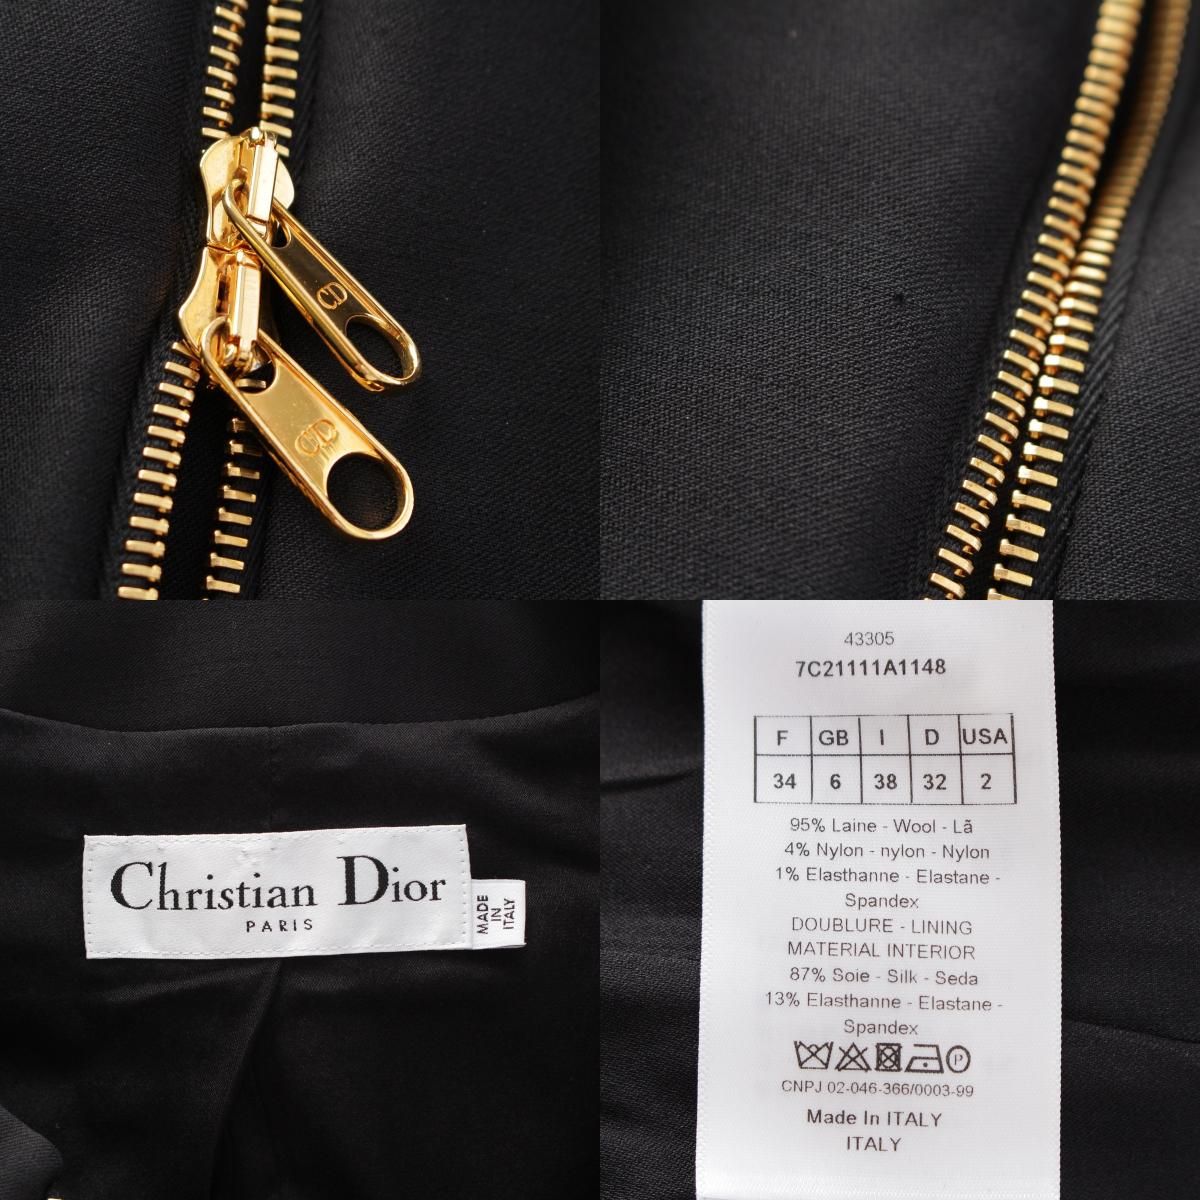 CD
CD
Christian Dior
PARIS
MADE
IN
ITALY
43305
7C21111A1148
F GB I D USA
34 6 38 32 2
95% Laine - Wool - Lã
4% Nylon - nylon - Nylon
1% Elasthanne - Elastane -
Spandex
DOUBLURE - LINING
MATERIAL INTERIOR
87% Soie - Silk - Seda
13% Elasthanne - Elastane -
Spandex
P
CNPJ 02-046-366/0003-99
Made In ITALY
ITALY